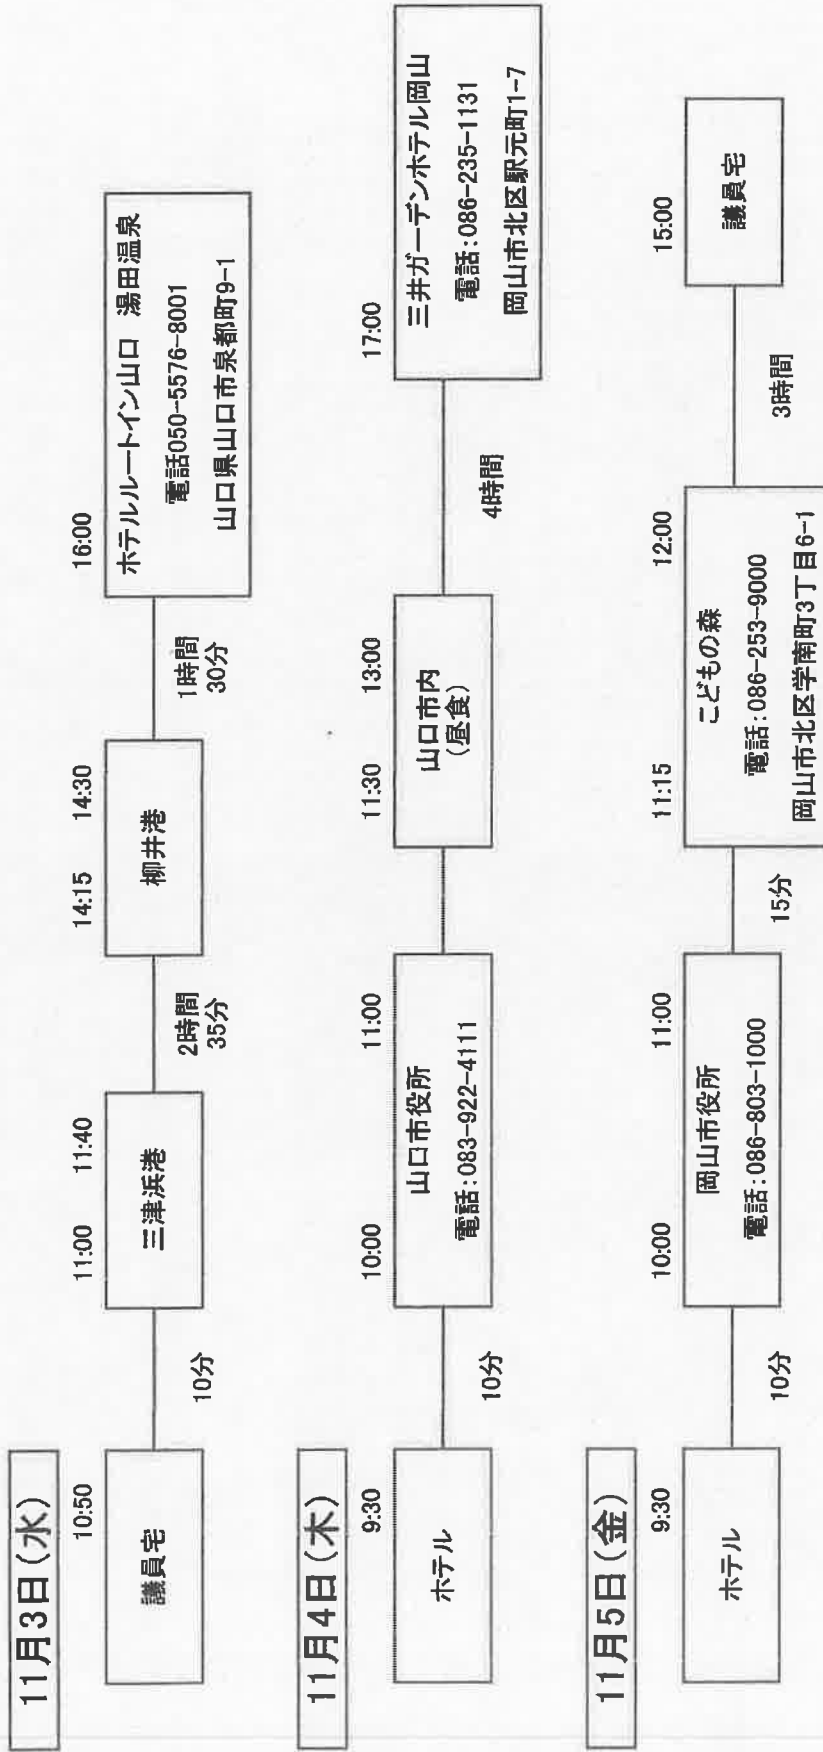 11月3日(水)
10:50
議員宅
10分
11:00
11:40
三津浜港
2時間
35分
14:15
14:30
柳井港
1時間
30分
16:00
ホテルルートイン山口 湯田温泉
電話050-5576-8001
山口県山口市泉都町9-1
11月4日(木)
9:30
ホテル
10分
10:00
11:00
山口市役所
電話:083-922-4111
11:30
13:00
山口市内
(昼食)
4時間
17:00
三井ガーデンホテル岡山
電話:086-235-1131
岡山市北区駅元町1-7
11月5日(金)
9:30
ホテル
10分
10:00
11:00
岡山市役所
電話:086-803-1000
15分
11:15
12:00
こどもの森
電話:086-253-9000
岡山市北区学南町3丁目6-1
3時間
15:00
議員宅